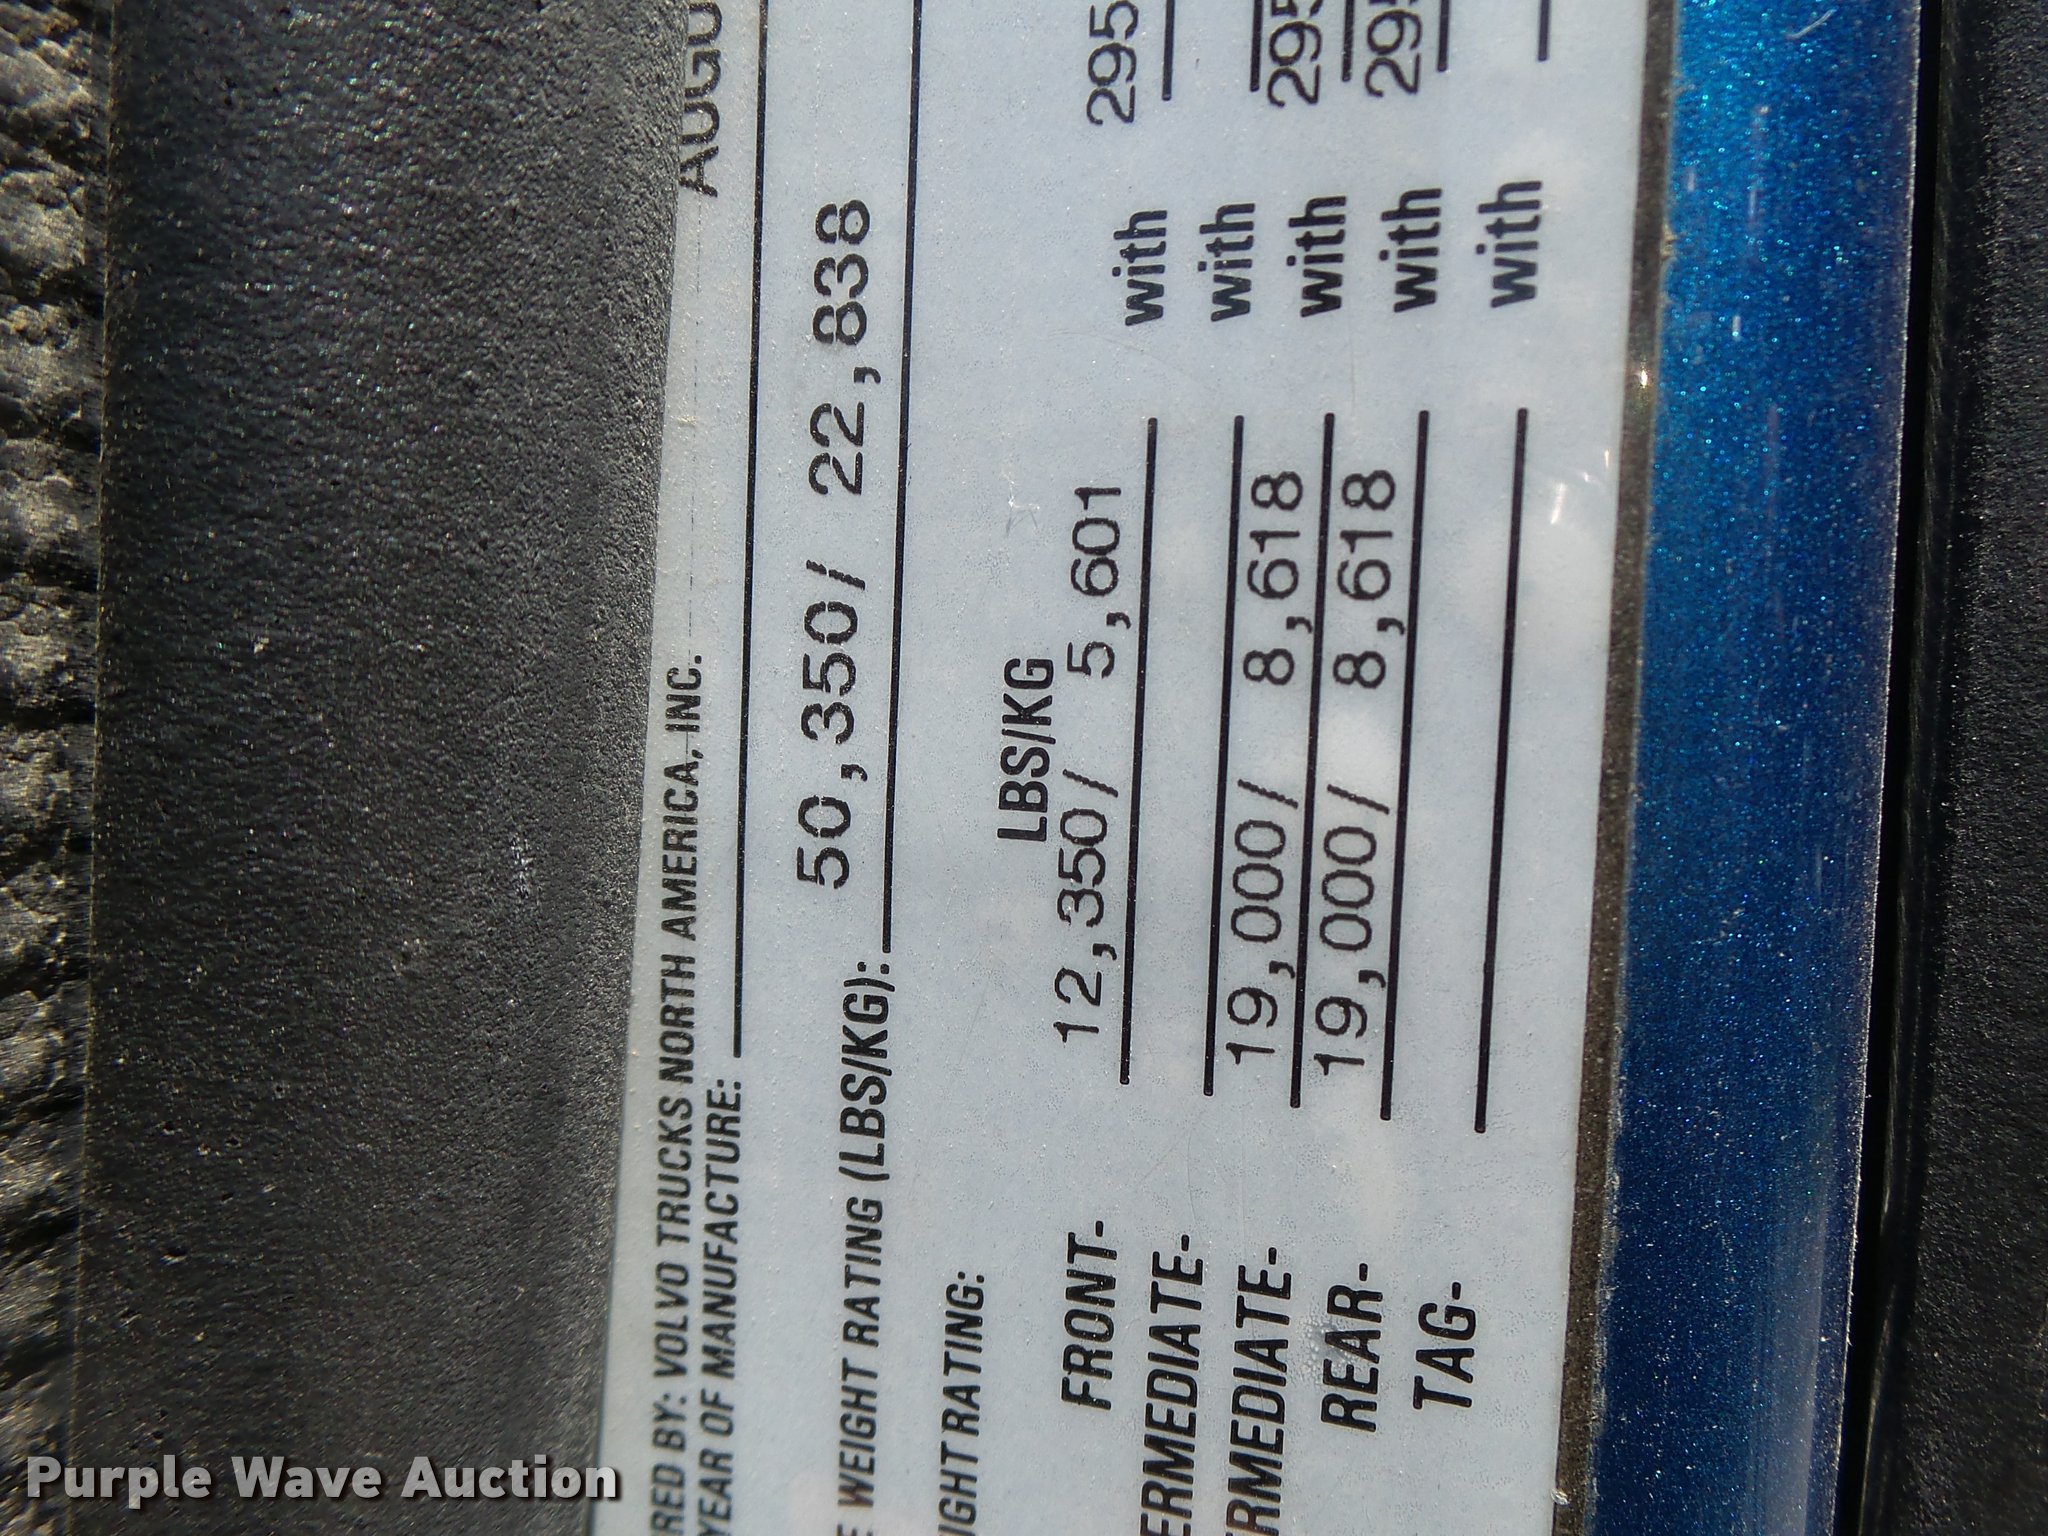 RED BY: VOLVO TRUCKS NORTH AMERICA, INC.
YEAR OF MANUFACTURE: AUGU
E WEIGHT RATING (LBS/KG): 50,350/ 22,838
IGHT RATING:
LBS/KG
FRONT- 12,350/ 5,601 with 295
ERMEDIATE- with
ERMEDIATE- 19,000/ 8,618 with 295
REAR- 19,000/ 8,618 with 295
TAG- with
Purple Wave Auction